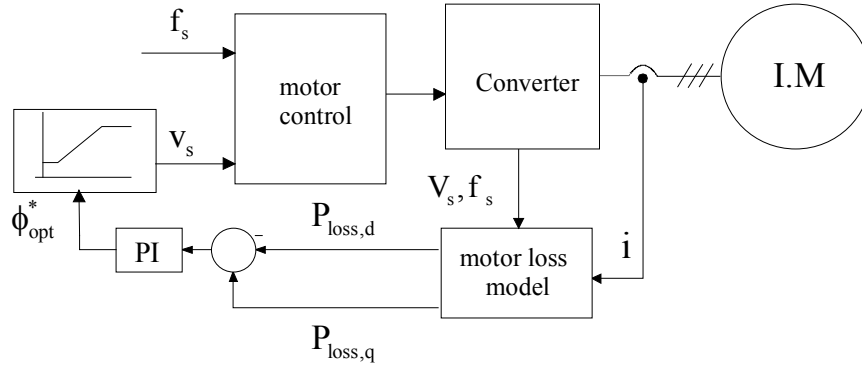 f_s
motor
control
Converter
I.M
v_s
V_s, f_s
ϕ*_opt
PI
−
P_loss,d
motor loss
model
i
P_loss,q